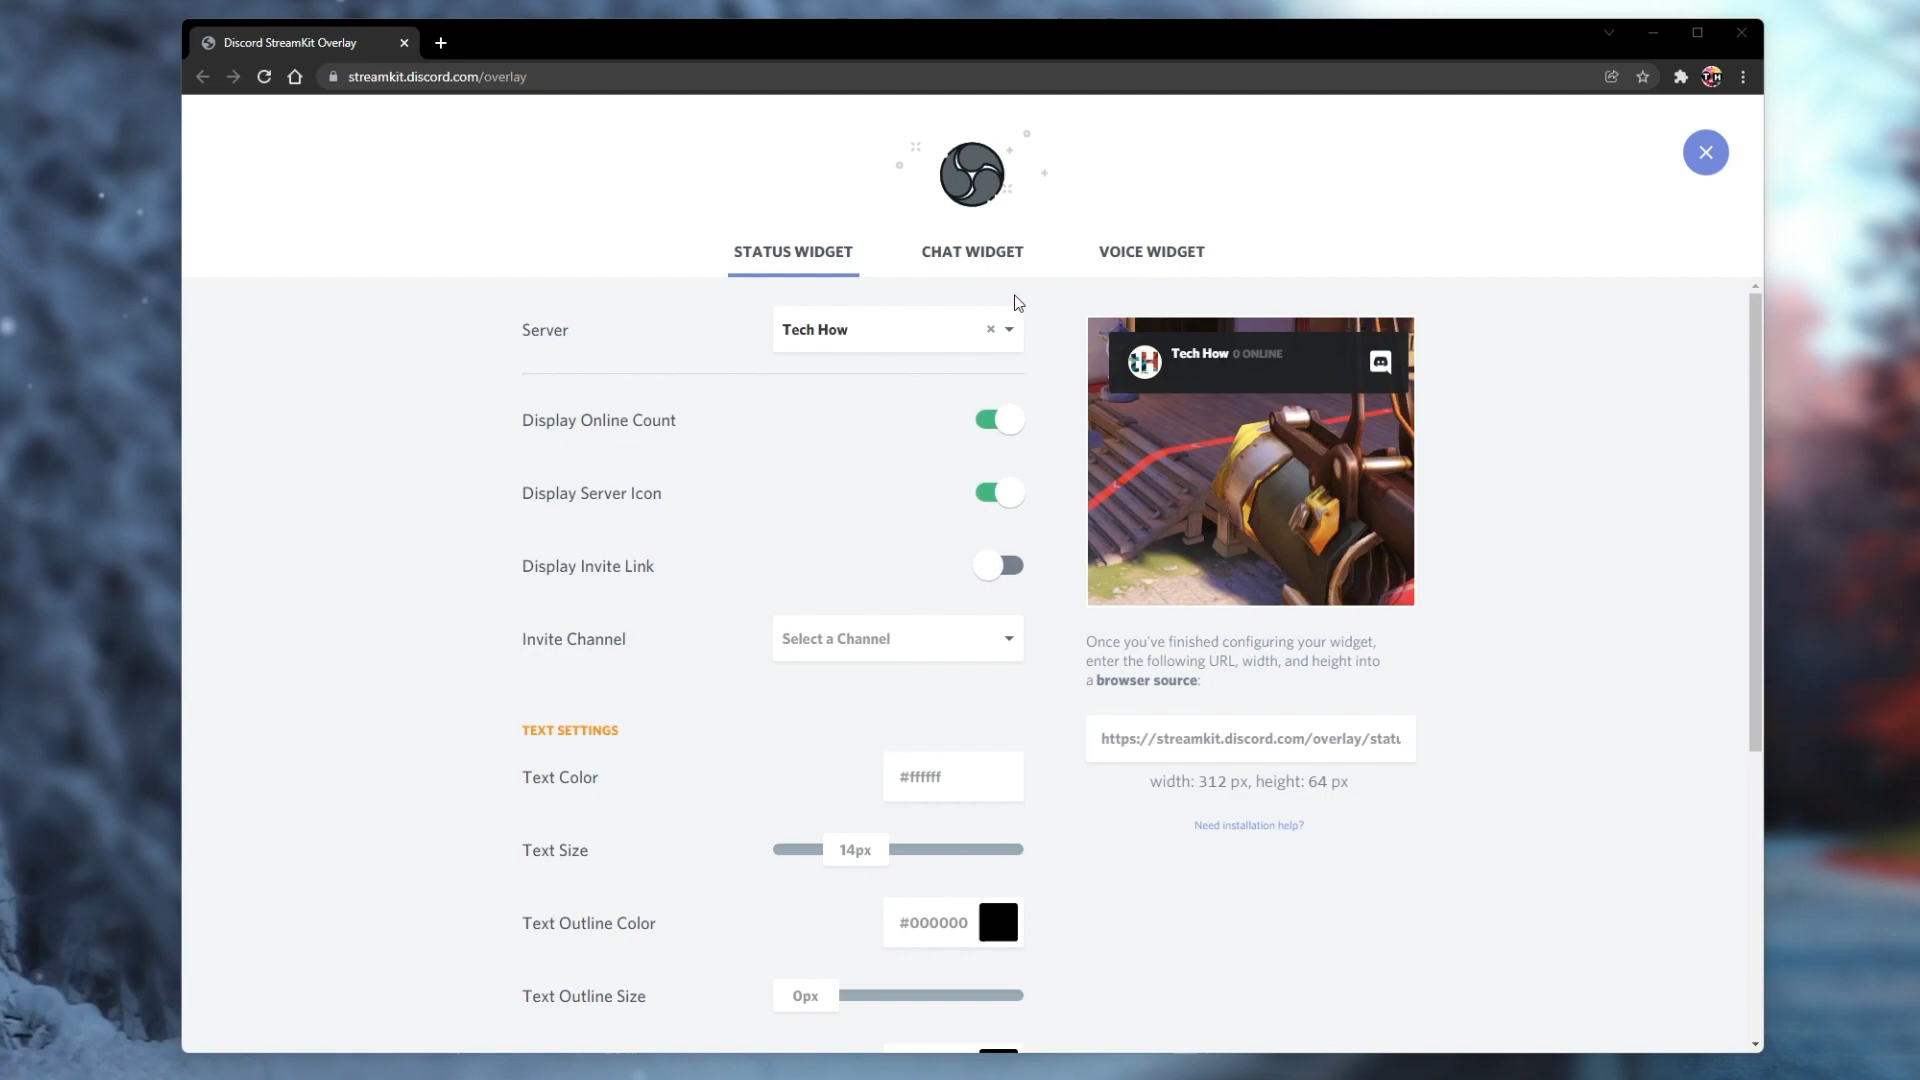 Discord StreamKit Overlay
streamkit.discord.com/overlay
TH
STATUS WIDGET
CHAT WIDGET
VOICE WIDGET
Server
Tech How
Display Online Count
Display Server Icon
Display Invite Link
Invite Channel
Select a Channel
TEXT SETTINGS
Text Color
#ffffff
Text Size
14px
Text Outline Color
#000000
Text Outline Size
0px
tH
Tech How 0 ONLINE
Once you've finished configuring your widget,
enter the following URL, width, and height into
a browser source:
https://streamkit.discord.com/overlay/statu
width: 312 px, height: 64 px
Need installation help?